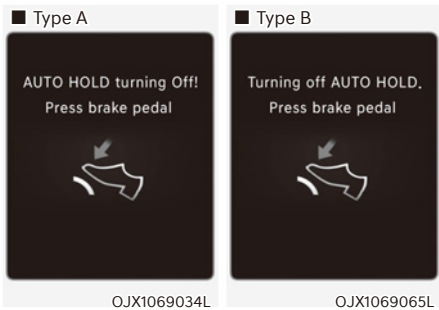 ■ Type A
AUTO HOLD turning Off!
Press brake pedal
OJX1069034L
■ Type B
Turning off AUTO HOLD.
Press brake pedal
OJX1069065L